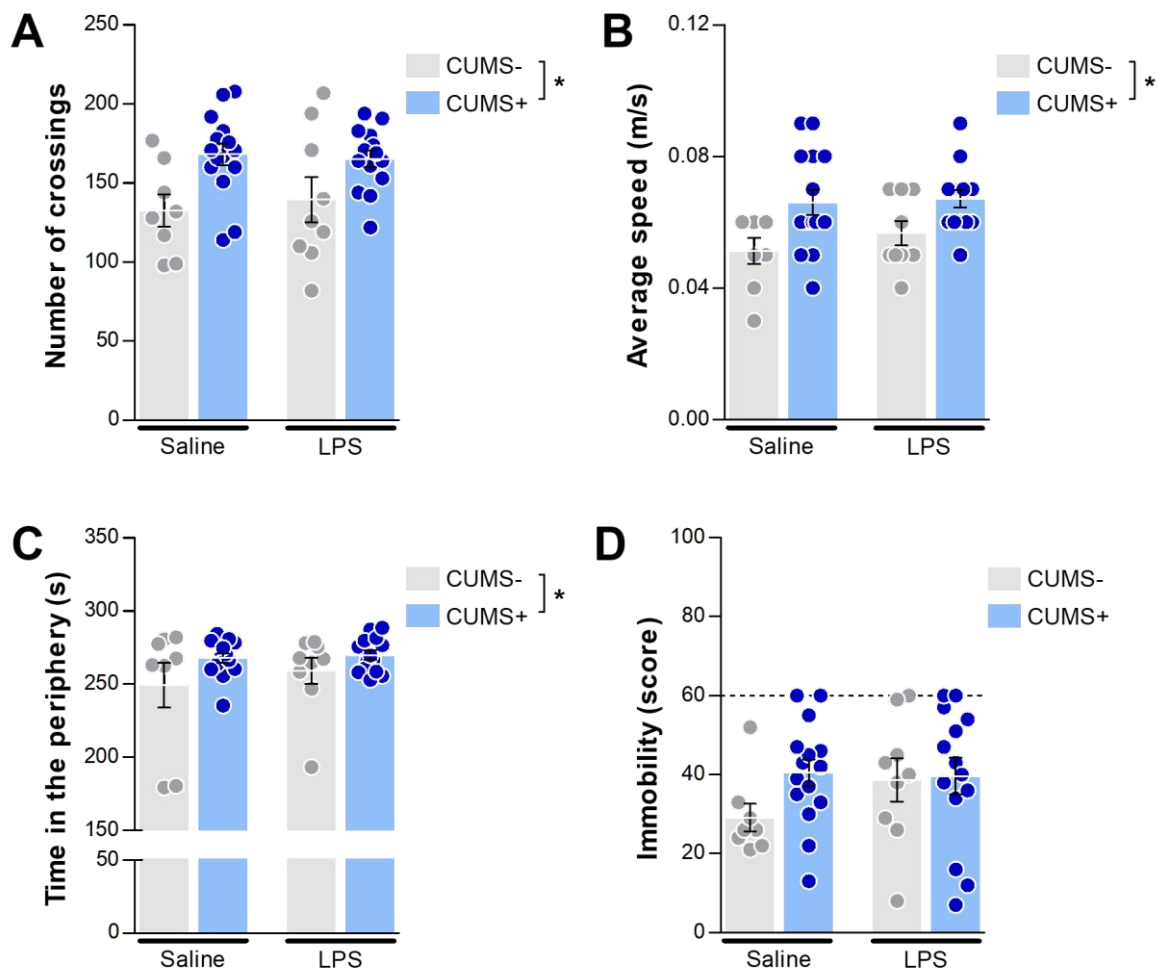 A
Number of crossings
250
200
150
100
50
0
CUMS-
CUMS+
*
Saline
LPS
B
Average speed (m/s)
0.12
0.08
0.04
0.00
CUMS-
CUMS+
*
Saline
LPS
C
Time in the periphery (s)
350
300
250
200
150
50
0
CUMS-
CUMS+
*
Saline
LPS
D
Immobility (score)
100
80
60
40
20
0
CUMS-
CUMS+
Saline
LPS